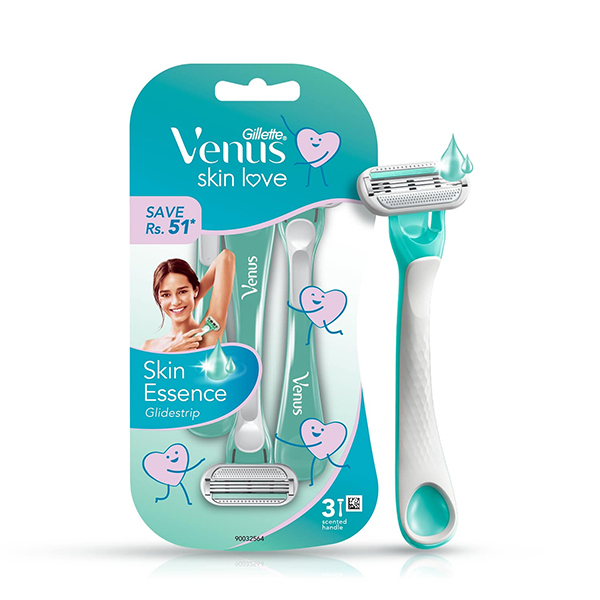 Gillette®
Venus
skin love
SAVE
Rs. 51*
Venus
Venus
Skin
Essence
Glidestrip
3
scented
handle
90032564